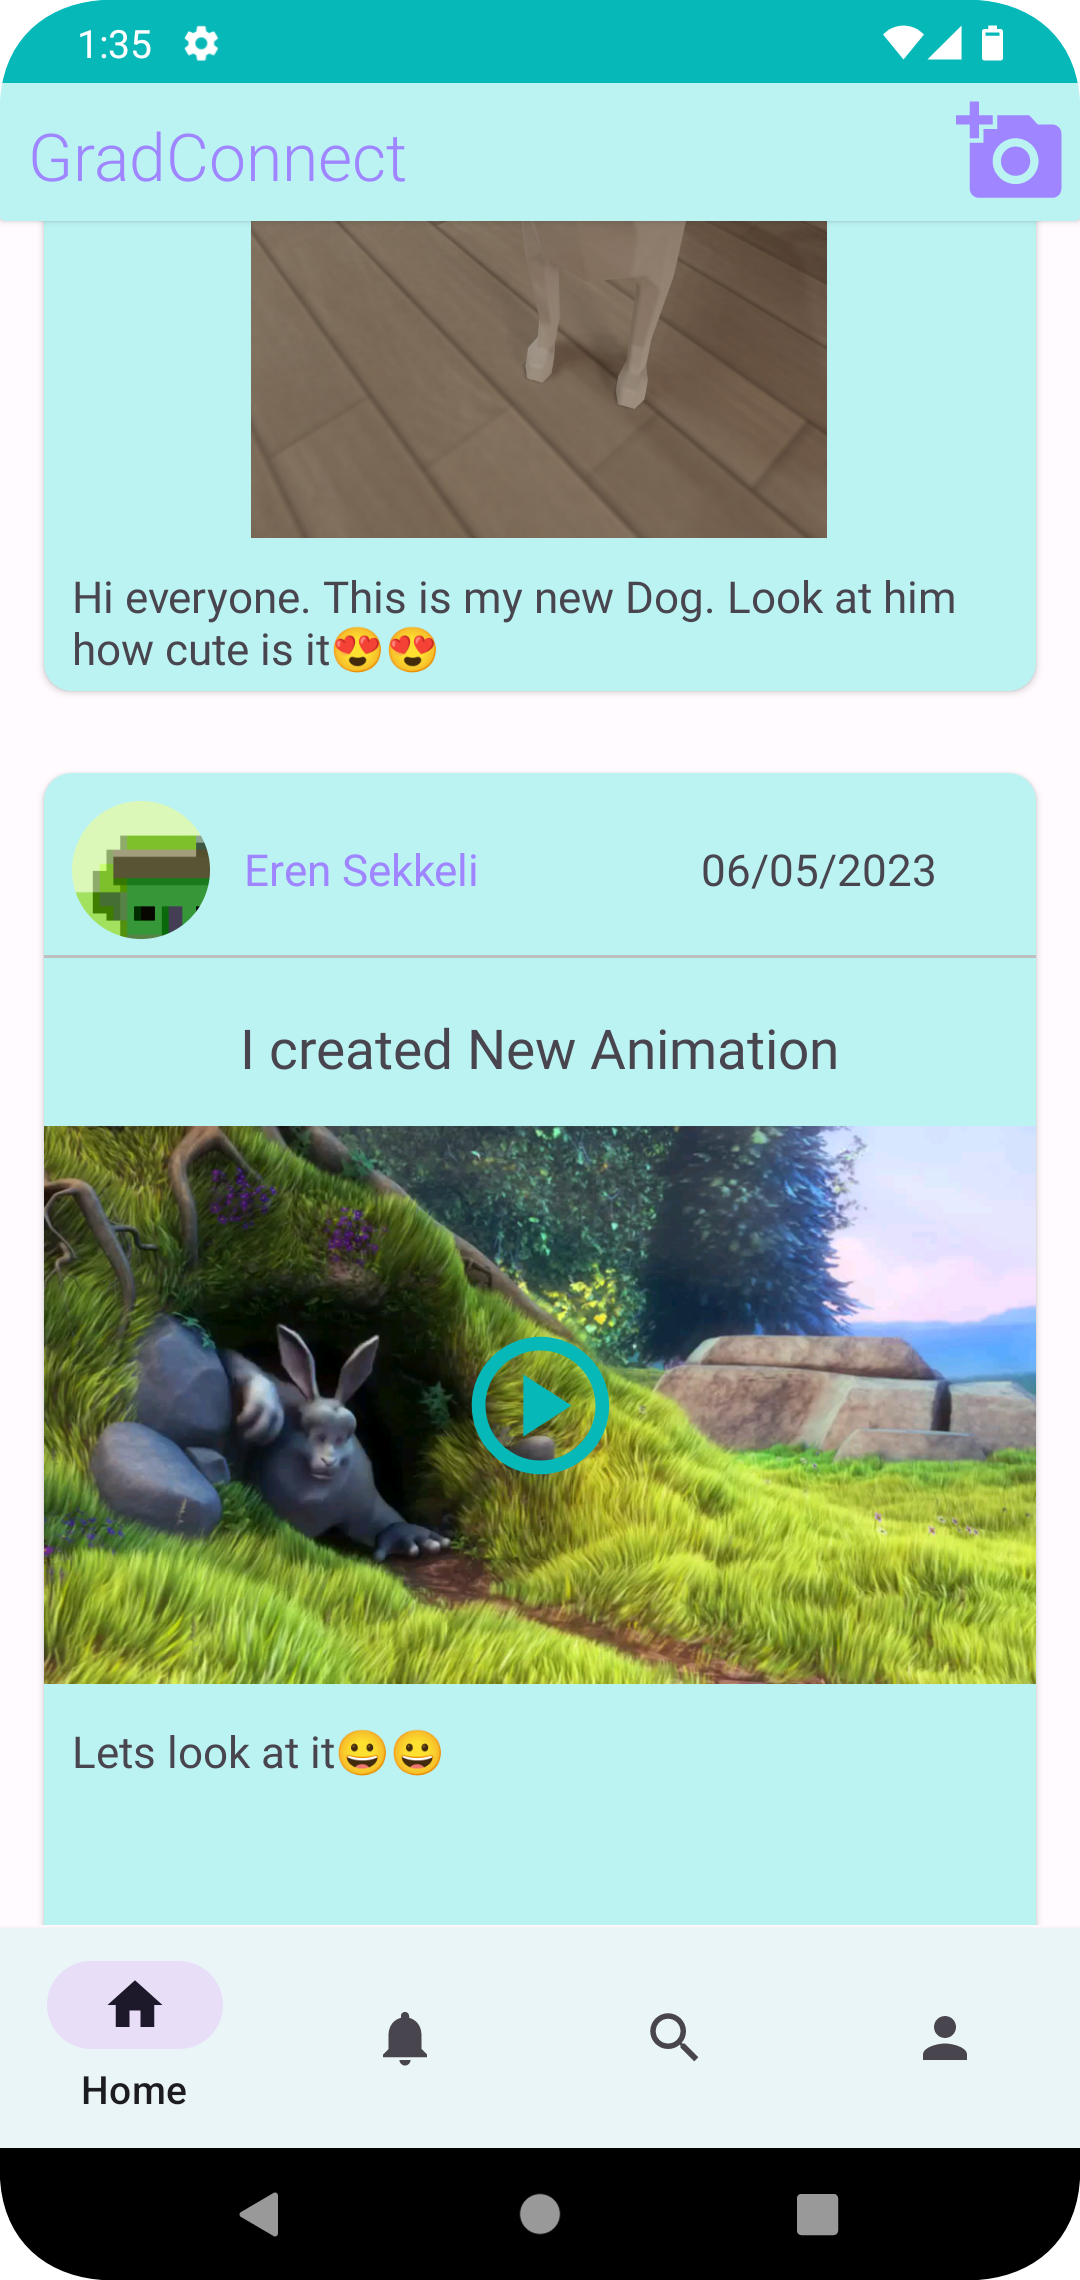 1:35
GradConnect
Hi everyone. This is my new Dog. Look at him
how cute is it😍😍
Eren Sekkeli
06/05/2023
I created New Animation
Lets look at it😀😀
Home